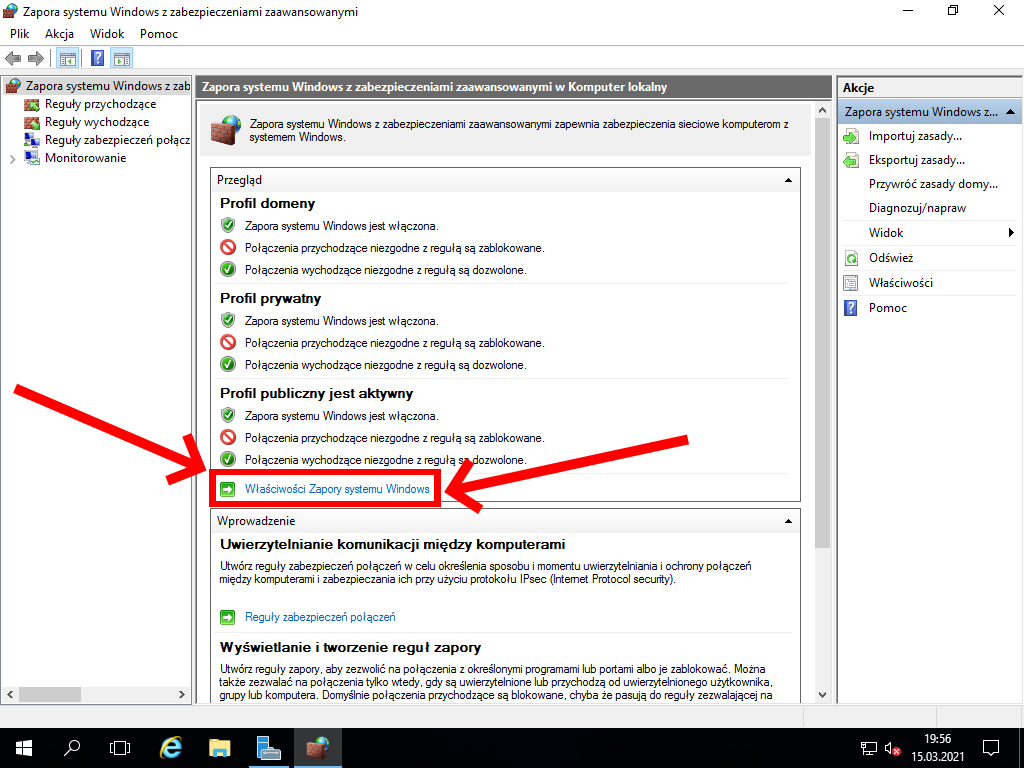 Zapora systemu Windows z zabezpieczeniami zaawansowanymi
Plik Akcja Widok Pomoc
Zapora systemu Windows z zab
Reguły przychodzące
Reguły wychodzące
Reguły zabezpieczeń połącz
Monitorowanie
Zapora systemu Windows z zabezpieczeniami zaawansowanymi w Komputer lokalny
Zapora systemu Windows z zabezpieczeniami zaawansowanymi zapewnia zabezpieczenia sieciowe komputerom z
systemem Windows.
Przegląd
Profil domeny
Zapora systemu Windows jest włączona.
Połączenia przychodzące niezgodne z regułą są zablokowane.
Połączenia wychodzące niezgodne z regułą są dozwolone.
Profil prywatny
Zapora systemu Windows jest włączona.
Połączenia przychodzące niezgodne z regułą są zablokowane.
Połączenia wychodzące niezgodne z regułą są dozwolone.
Profil publiczny jest aktywny
Zapora systemu Windows jest włączona.
Połączenia przychodzące niezgodne z regułą są zablokowane.
Połączenia wychodzące niezgodne z regułą są dozwolone.
Właściwości Zapory systemu Windows
Wprowadzenie
Uwierzytelnianie komunikacji między komputerami
Utwórz reguły zabezpieczeń połączeń w celu określenia sposobu i momentu uwierzytelniania i ochrony połączeń
między komputerami i zabezpieczania ich przy użyciu protokołu IPsec (Internet Protocol security).
Reguły zabezpieczeń połączeń
Wyświetlanie i tworzenie reguł zapory
Utwórz reguły zapory, aby zezwolić na połączenia z określonymi programami lub portami albo je zablokować. Można
także zezwalać na połączenia tylko wtedy, gdy są uwierzytelnione lub przychodzą od uwierzytelnionego użytkownika,
grupy lub komputera. Domyślnie połączenia przychodzące są blokowane, chyba że pasują do reguły zezwalającej na
Akcje
Zapora systemu Windows z...
Importuj zasady...
Eksportuj zasady...
Przywróć zasady domy...
Diagnozuj/napraw
Widok
Odśwież
Właściwości
Pomoc
19:56
15.03.2021